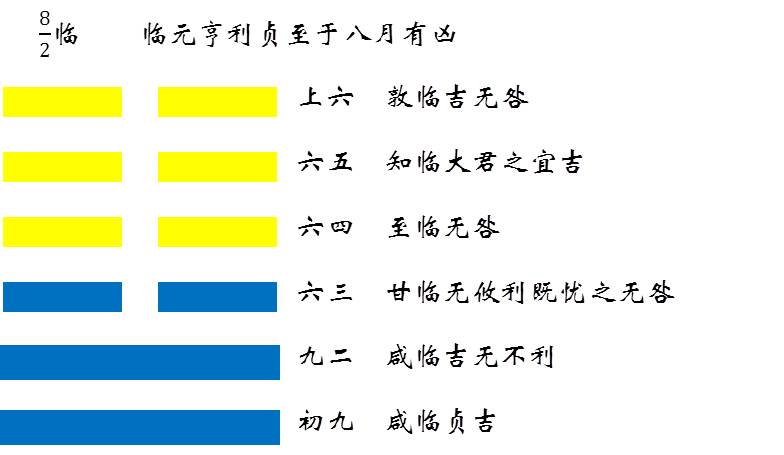 8/2临 临元亨利贞至于八月有凶
上六 敦临吉无咎
六五 知临大君之宜吉
六四 至临无咎
六三 甘临无攸利既忧之无咎
九二 咸临吉无不利
初九 咸临贞吉